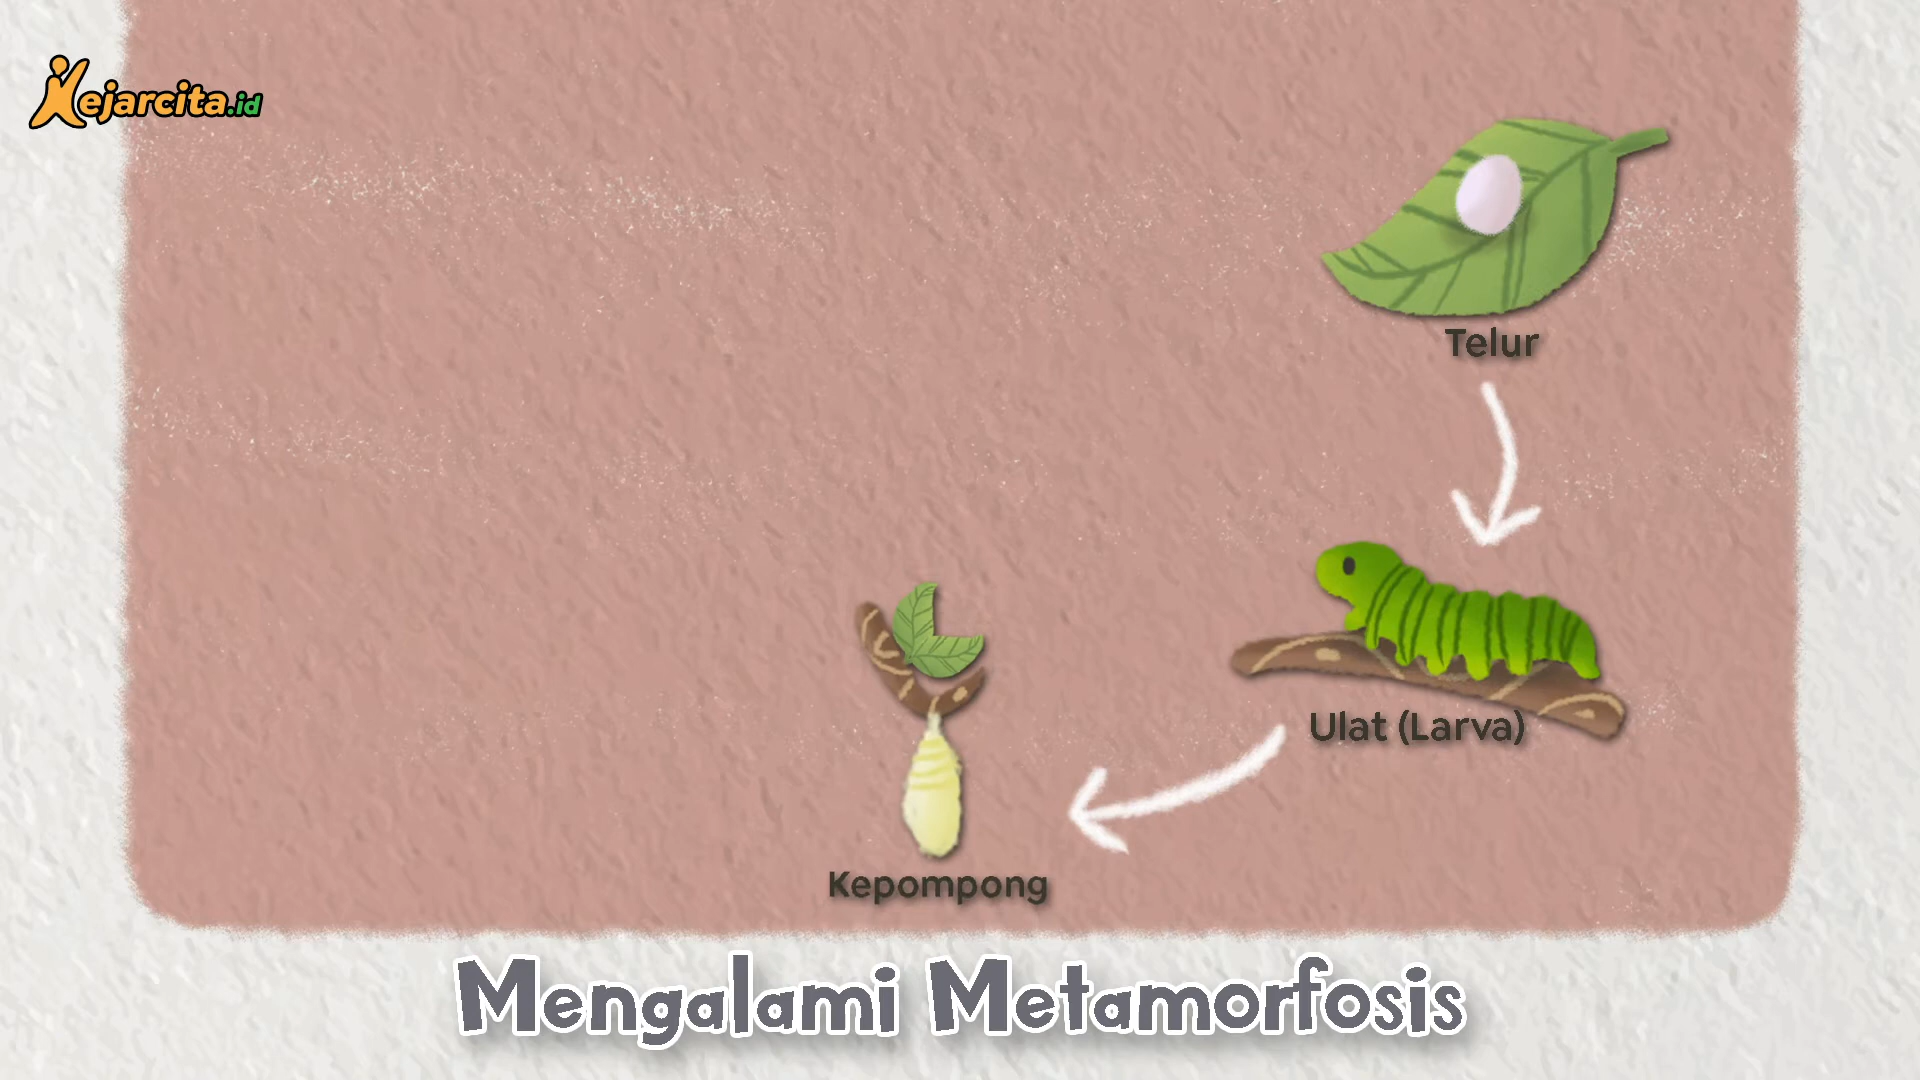 Kejarcita.id
Telur
Ulat (Larva)
Kepompong
Mengalami Metamorfosis